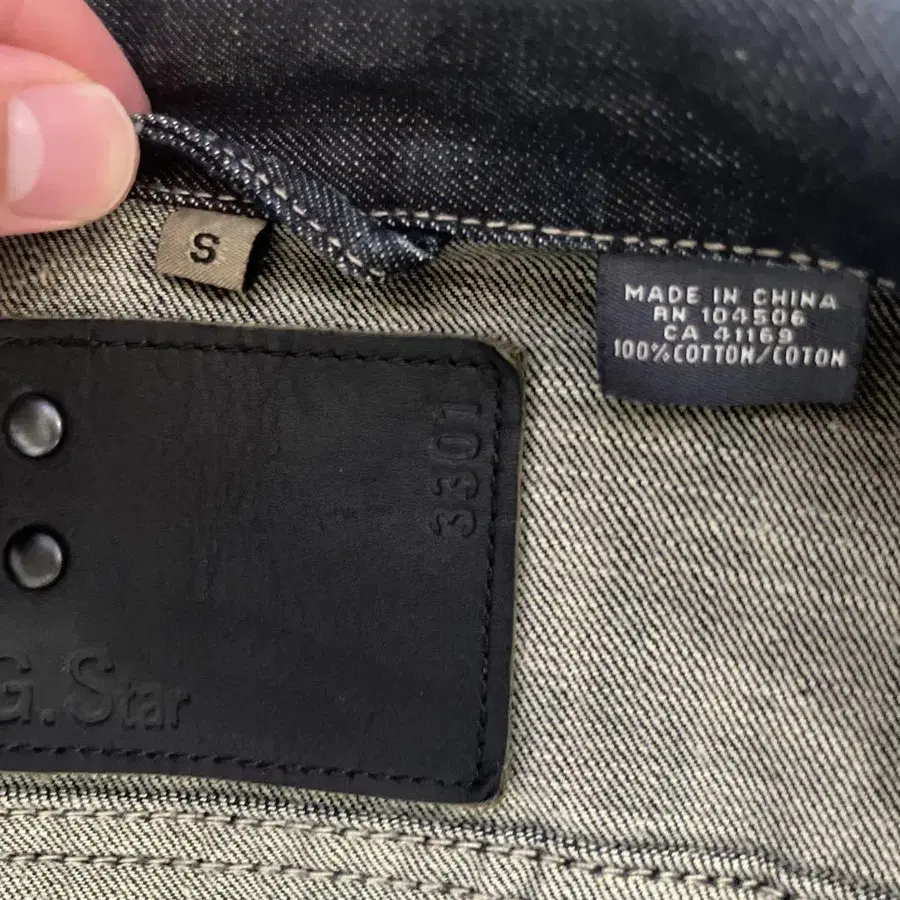 S
MADE IN CHINA
RN 104506
CA 41169
100% COTTON/COTON
3301
G.Star